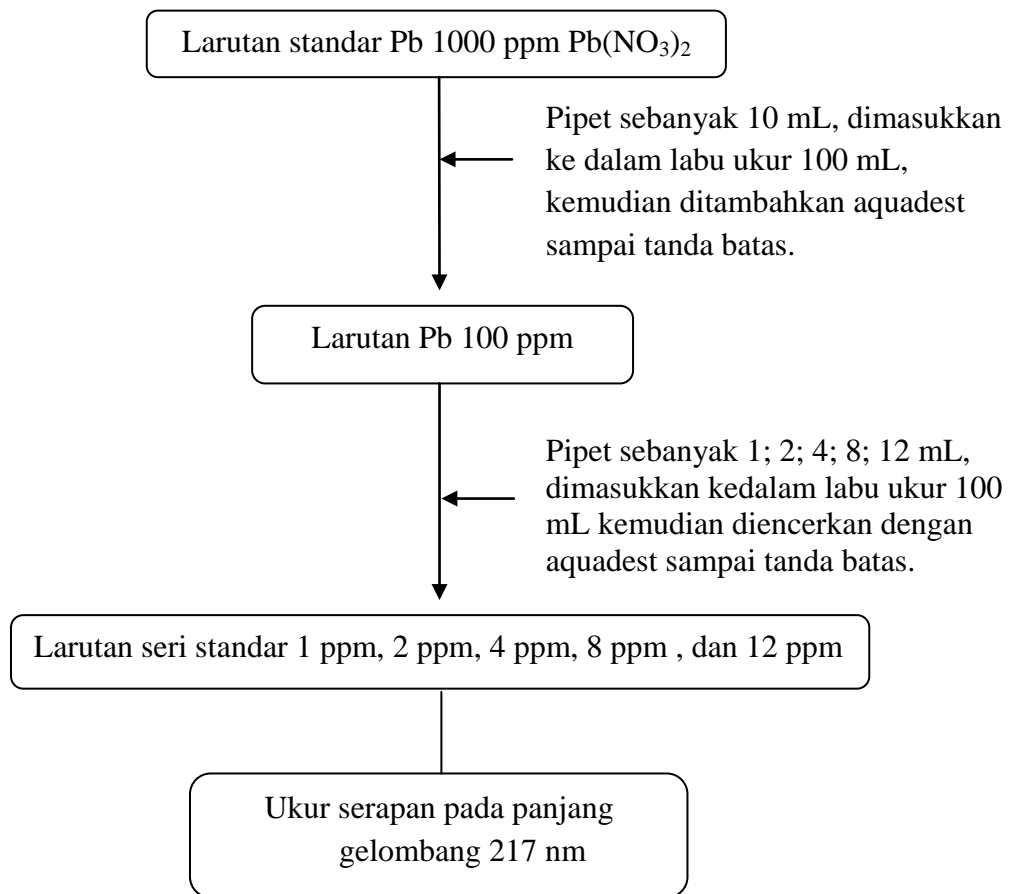 Larutan standar Pb 1000 ppm Pb(NO₃)₂
Pipet sebanyak 10 mL, dimasukkan
ke dalam labu ukur 100 mL,
kemudian ditambahkan aquadest
sampai tanda batas.
Larutan Pb 100 ppm
Pipet sebanyak 1; 2; 4; 8; 12 mL,
dimasukkan kedalam labu ukur 100
mL kemudian diencerkan dengan
aquadest sampai tanda batas.
Larutan seri standar 1 ppm, 2 ppm, 4 ppm, 8 ppm , dan 12 ppm
Ukur serapan pada panjang
gelombang 217 nm